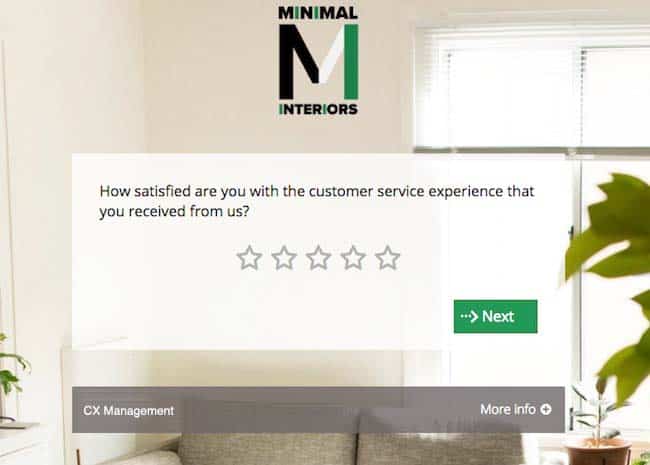 MINIMAL
M
INTERIORS
How satisfied are you with the customer service experience that
you received from us?
Next
CX Management
More info